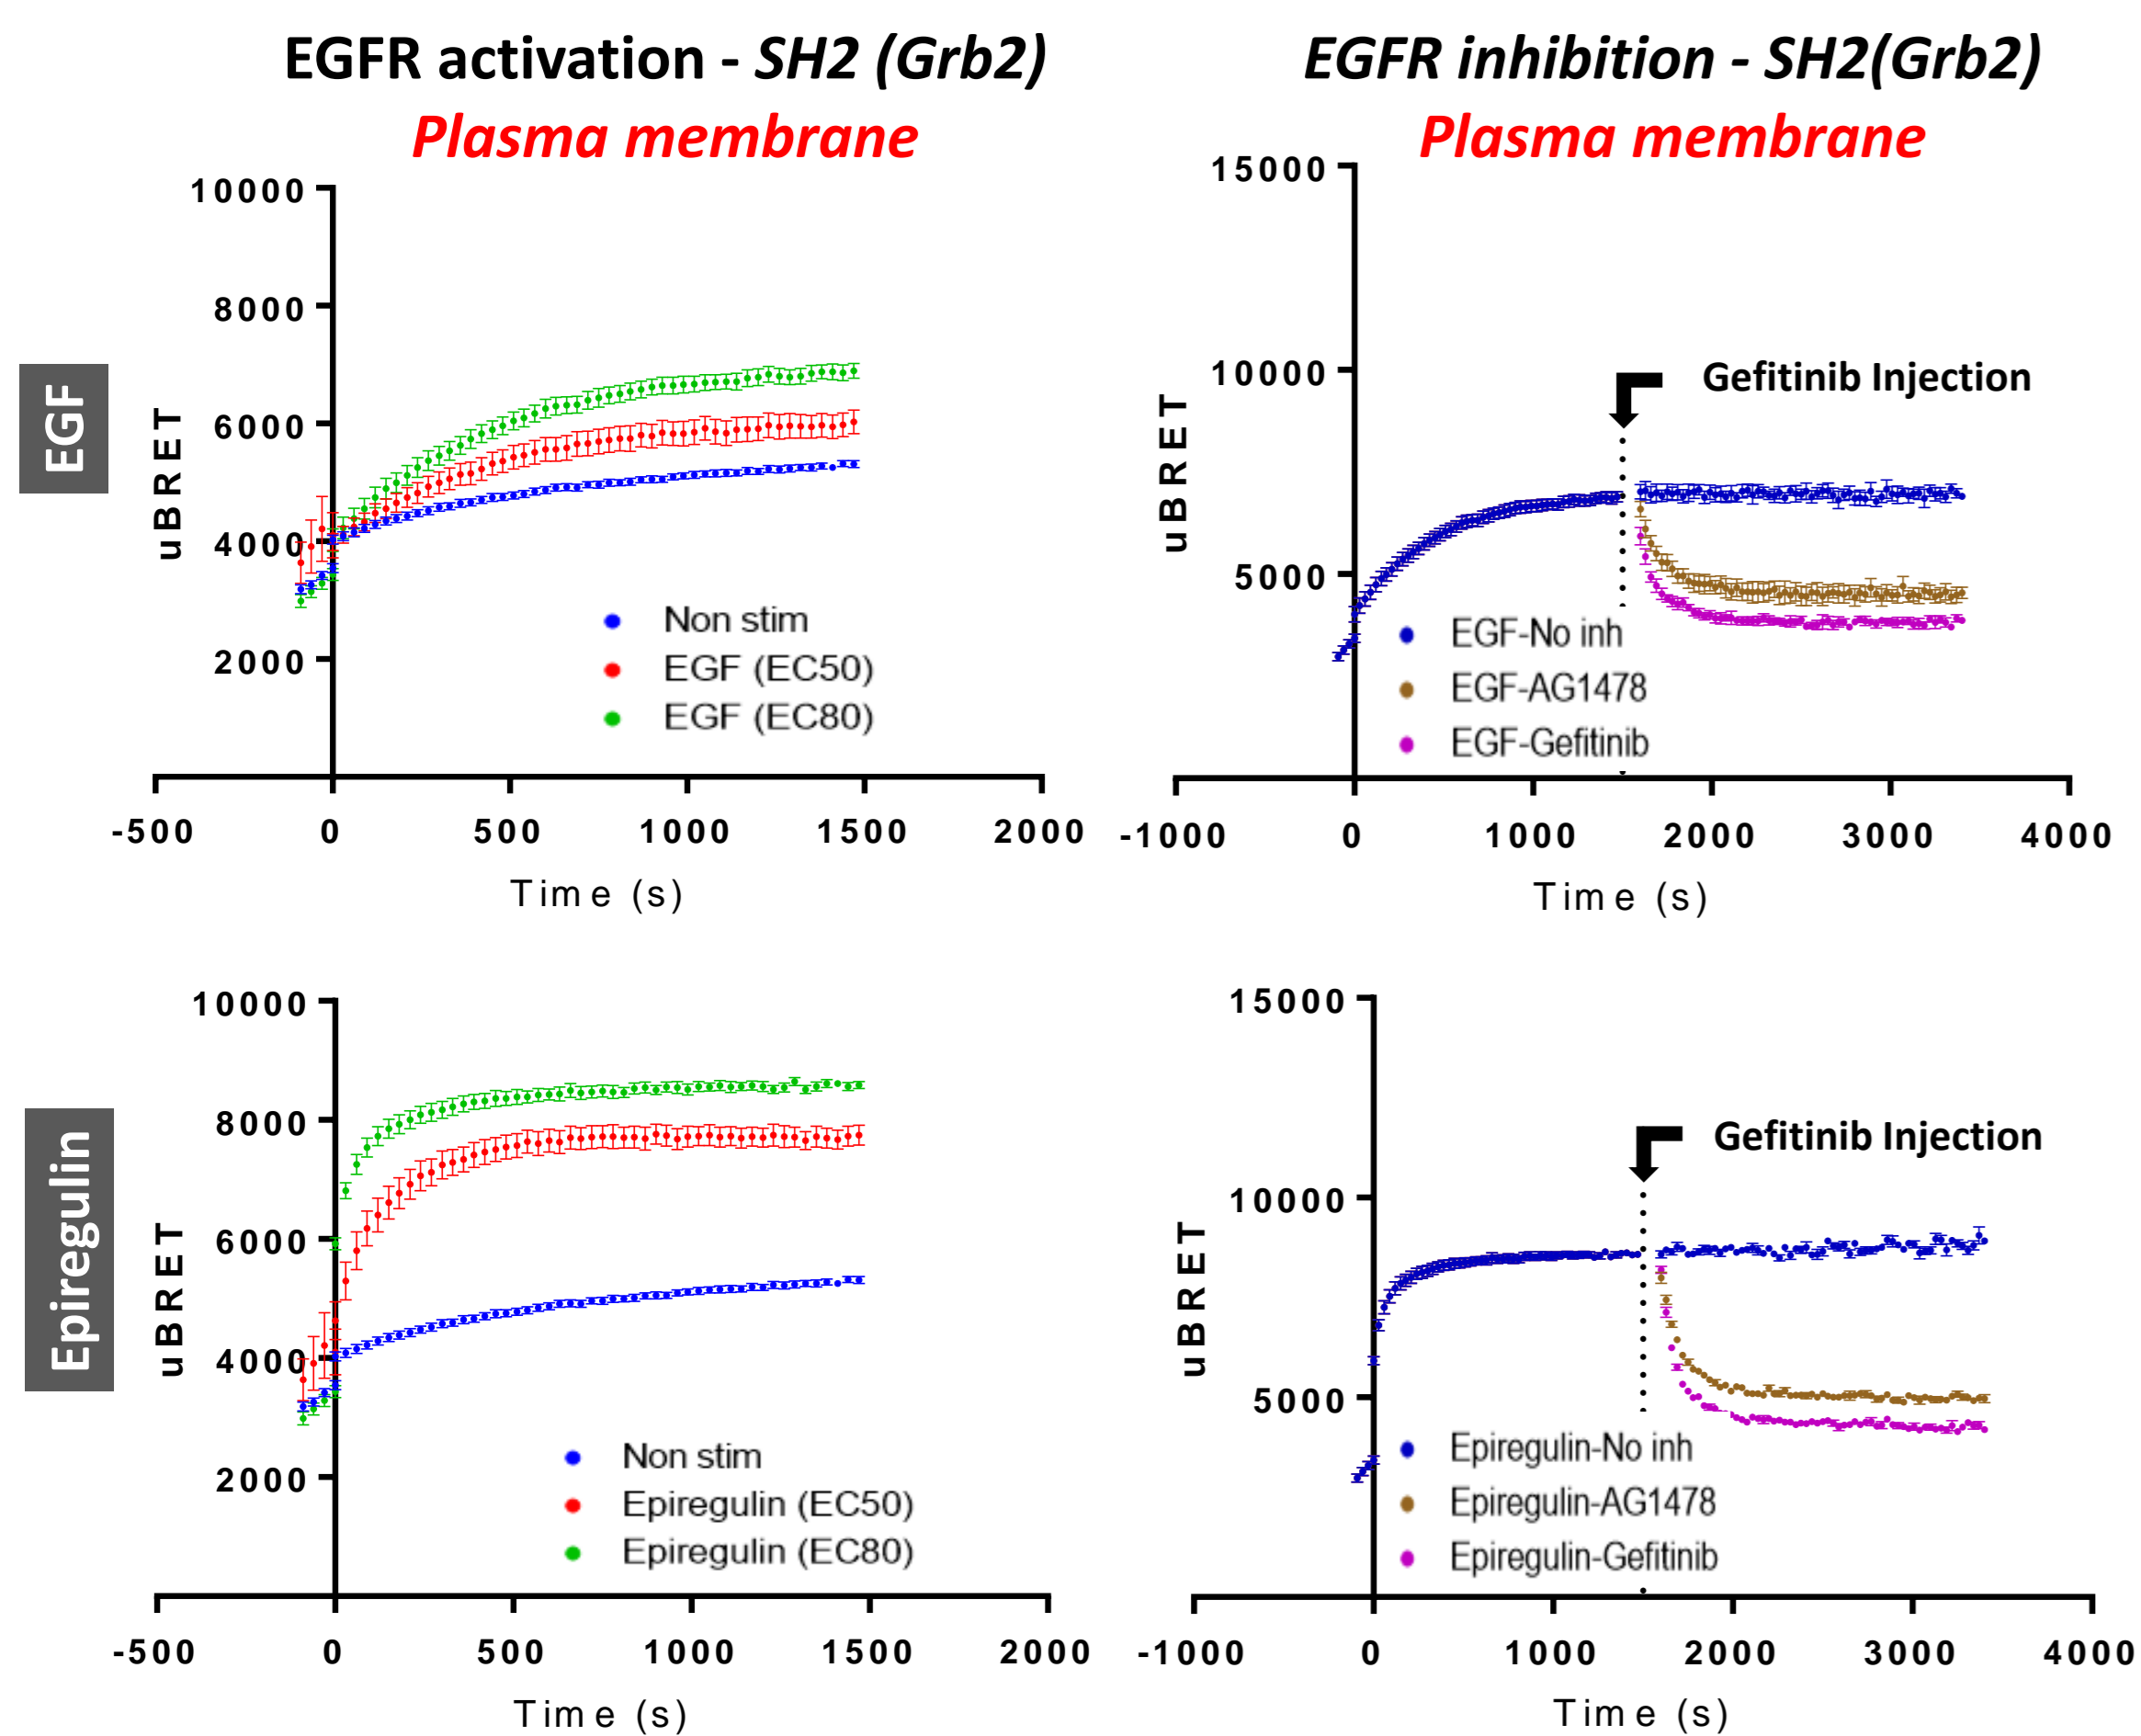 EGFR activation - SH2 (Grb2)
Plasma membrane
EGFR inhibition - SH2(Grb2)
Plasma membrane
EGF
uBRET
10000
8000
6000
4000
2000
Non stim
EGF (EC50)
EGF (EC80)
-500 0 500 1000 1500 2000
Time (s)
uBRET
15000
10000
5000
Gefitinib Injection
EGF-No inh
EGF-AG1478
EGF-Gefitinib
-1000 0 1000 2000 3000 4000
Time (s)
Epiregulin
uBRET
10000
8000
6000
4000
2000
Non stim
Epiregulin (EC50)
Epiregulin (EC80)
-500 0 500 1000 1500 2000
Time (s)
uBRET
15000
10000
5000
Gefitinib Injection
Epiregulin-No inh
Epiregulin-AG1478
Epiregulin-Gefitinib
-1000 0 1000 2000 3000 4000
Time (s)